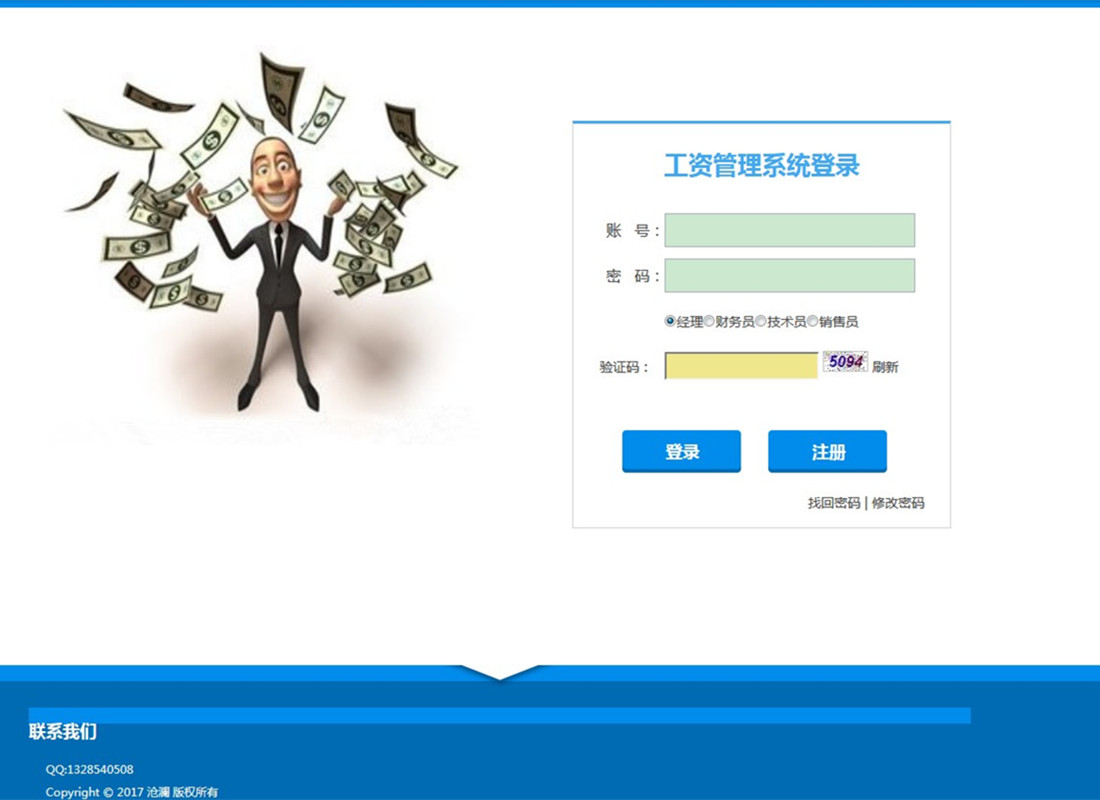 工资管理系统登录
账 号：
密 码：
经理 财务员 技术员 销售员
验证码： 5094 刷新
登录 注册
找回密码 | 修改密码
联系我们
QQ:1328540508
Copyright © 2017 沧澜 版权所有